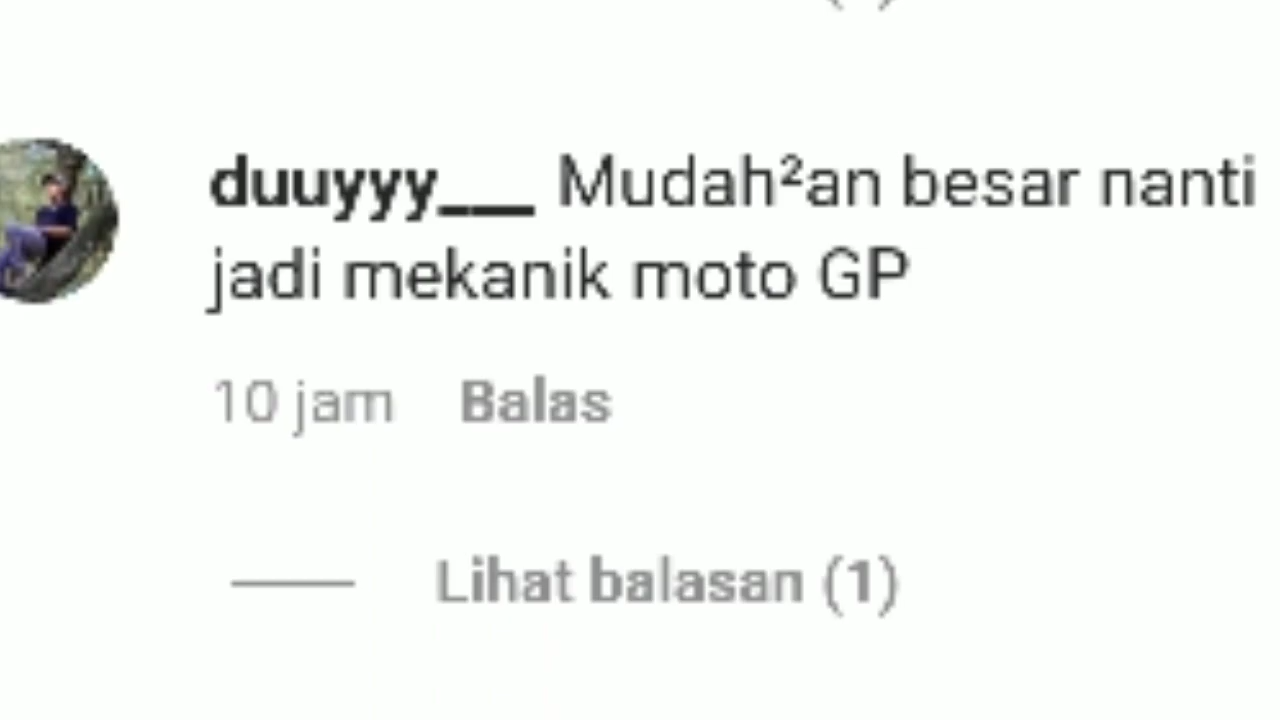 duuyyy___ Mudah²an besar nanti
jadi mekanik moto GP
10 jam Balas
Lihat balasan (1)